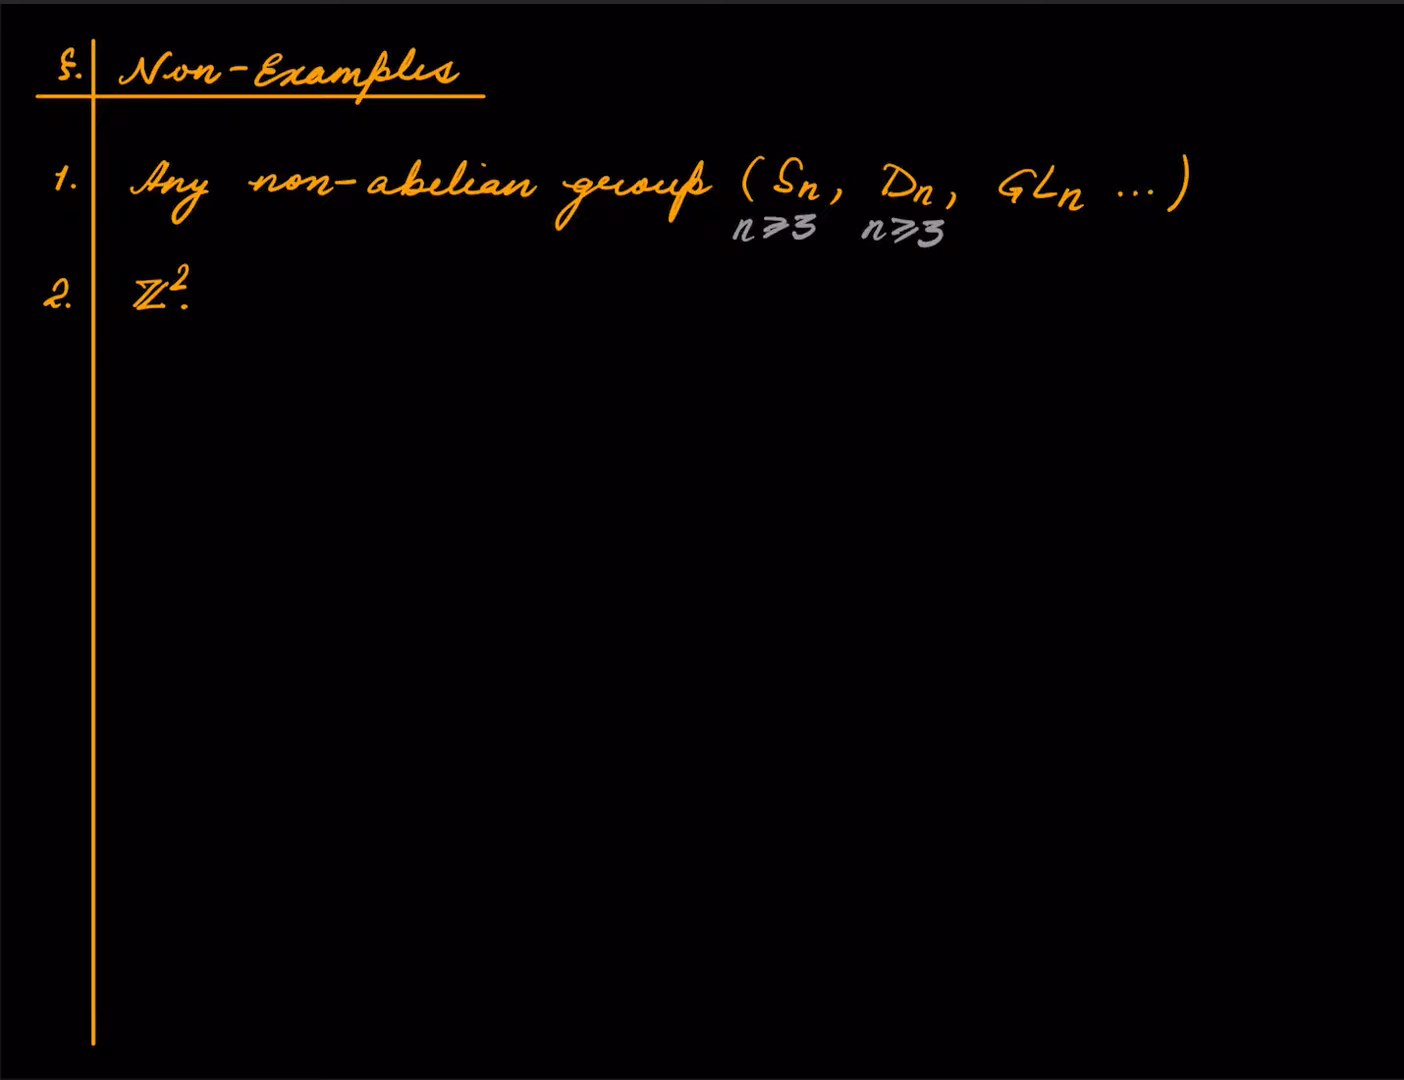 §. Non-Examples
1. Any non-abelian group (Sn, Dn, GLn ...)
n⩾3 n⩾3
2. ℤ².